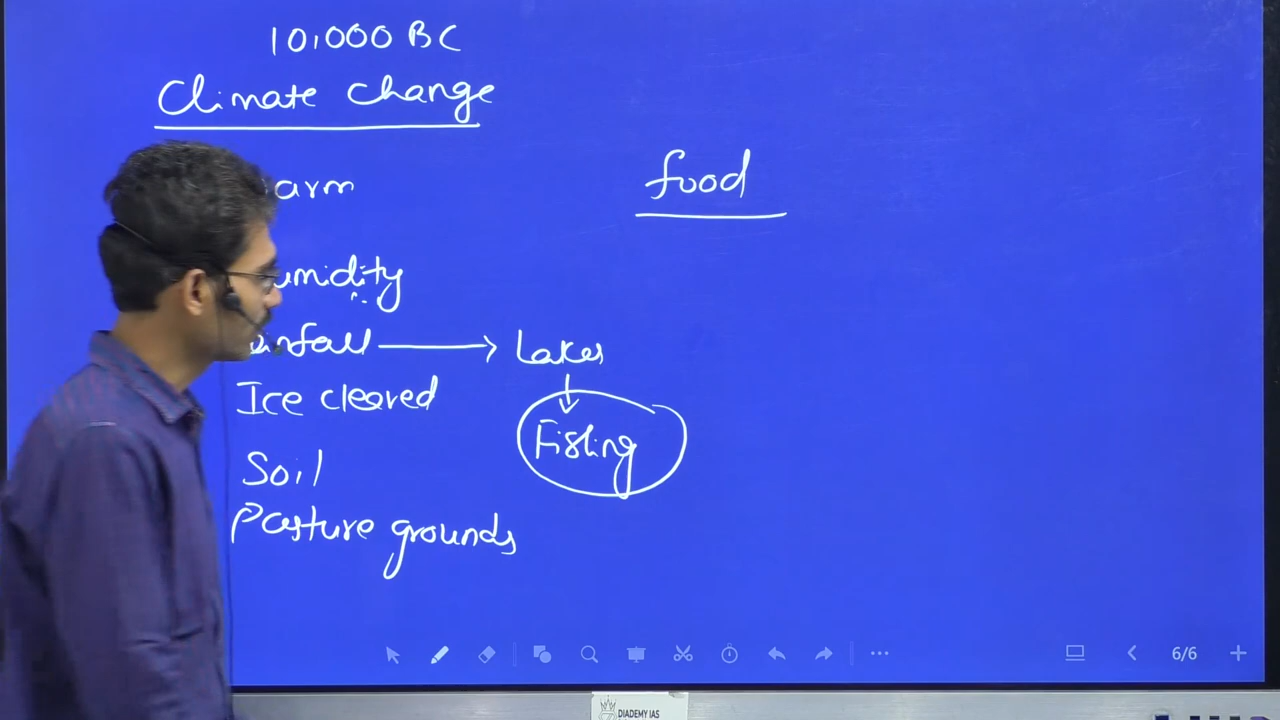 10,000 BC
Climate change
arm
food
umidity
infall → Lakes
Ice cleared
Fishing
Soil
Pasture grounds
6/6
DIADEMY IAS